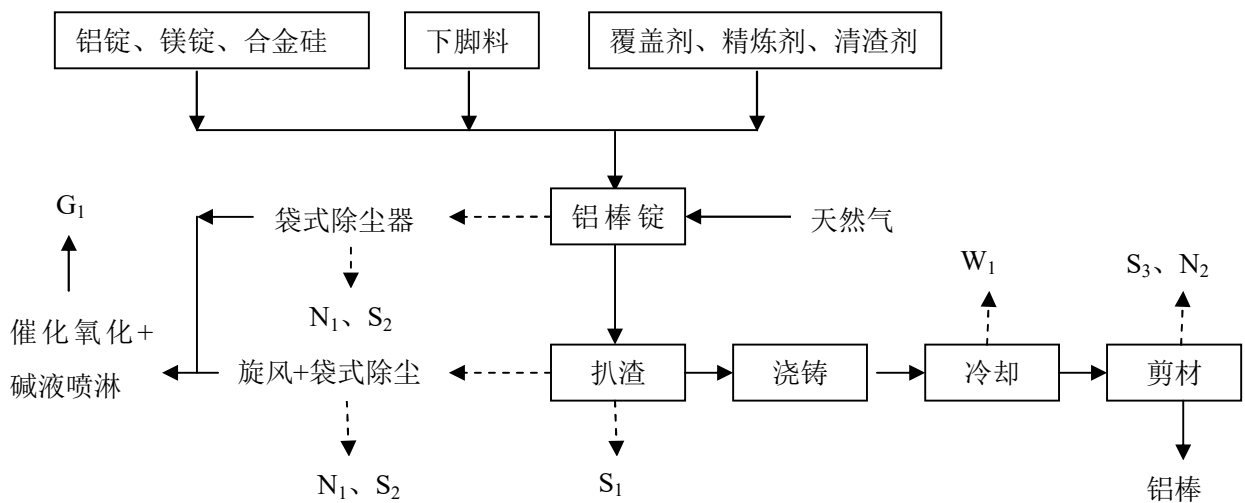 铝锭、镁锭、合金硅
下脚料
覆盖剂、精炼剂、清渣剂
G₁
袋式除尘器
铝棒锭
天然气
W₁
S₃、N₂
N₁、S₂
催化氧化+
碱液喷淋
旋风+袋式除尘
扒渣
浇铸
冷却
剪材
N₁、S₂
S₁
铝棒